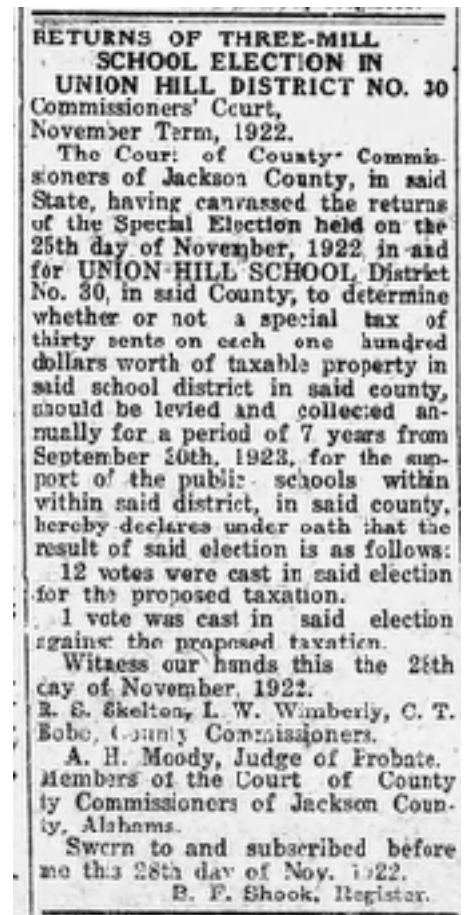 RETURNS OF THREE-MILL
SCHOOL ELECTION IN
UNION HILL DISTRICT NO. 30
Commissioners' Court,
November Term, 1922.
The Court of County Commis-
sioners of Jackson County, in said
State, having canvassed the returns
of the Special Election held on the
25th day of November, 1922, in and
for UNION HILL SCHOOL District
No. 30, in said County, to determine
whether or not a special tax of
thirty sents on each one hundred
dollars worth of taxable property in
said school district in said county,
should be levied and collected an-
nually for a period of 7 years from
September 30th, 1923, for the sup-
port of the public schools within
within said district, in said county,
hereby declares under oath that the
result of said election is as follows:
12 votes were cast in said election
for the proposed taxation.
1 vote was cast in said election
against the proposed taxation.
Witness our hands this the 28th
day of November, 1922.
R. S. Skelton, I. W. Wimberly, C. T.
Bobo, County Commissioners.
A. H. Moody, Judge of Probate.
Members of the Court of County
ty Commissioners of Jackson Coun-
ty, Alabama.
Sworn to and subscribed before
me this 28th day of Nov. 1922.
B. F. Shook, Register.